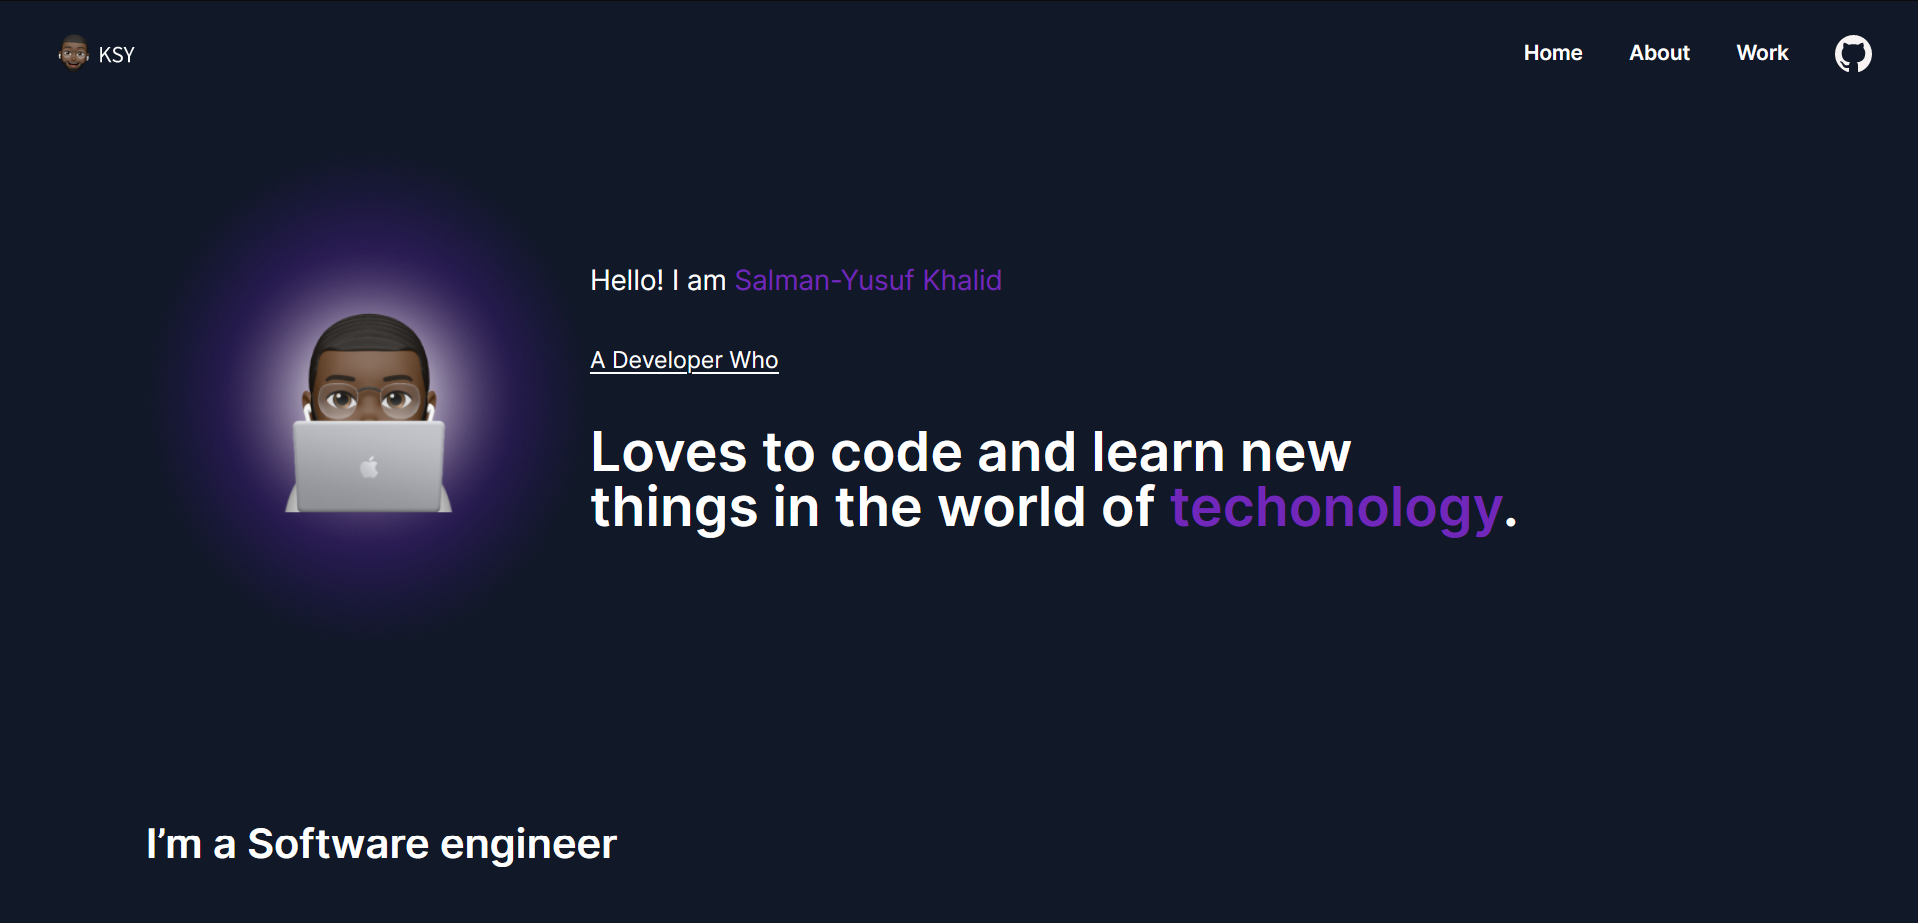 KSY
Home About Work
Hello! I am Salman-Yusuf Khalid
A Developer Who
Loves to code and learn new
things in the world of techonology.
I’m a Software engineer